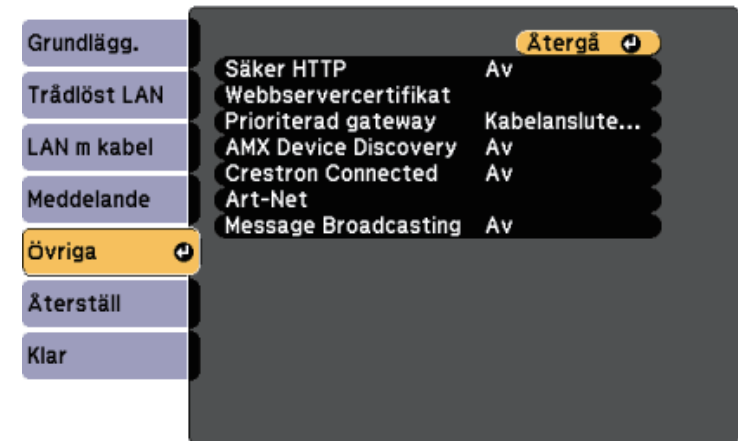 Grundlägg.
Trådlöst LAN
LAN m kabel
Meddelande
Övriga
Återställ
Klar
Återgå
Säker HTTP Av
Webbservercertifikat
Prioriterad gateway Kabelanslute...
AMX Device Discovery Av
Crestron Connected Av
Art-Net
Message Broadcasting Av